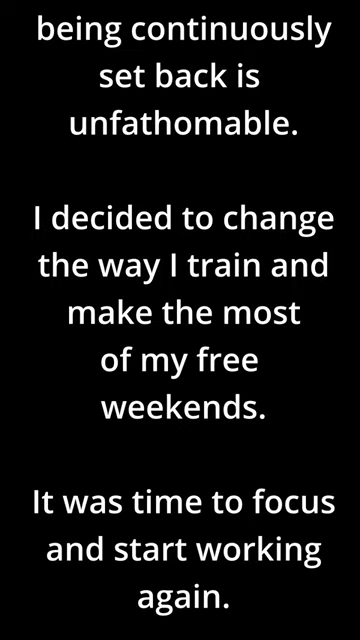 being continuously
set back is
unfathomable.
I decided to change
the way I train and
make the most
of my free
weekends.
It was time to focus
and start working
again.